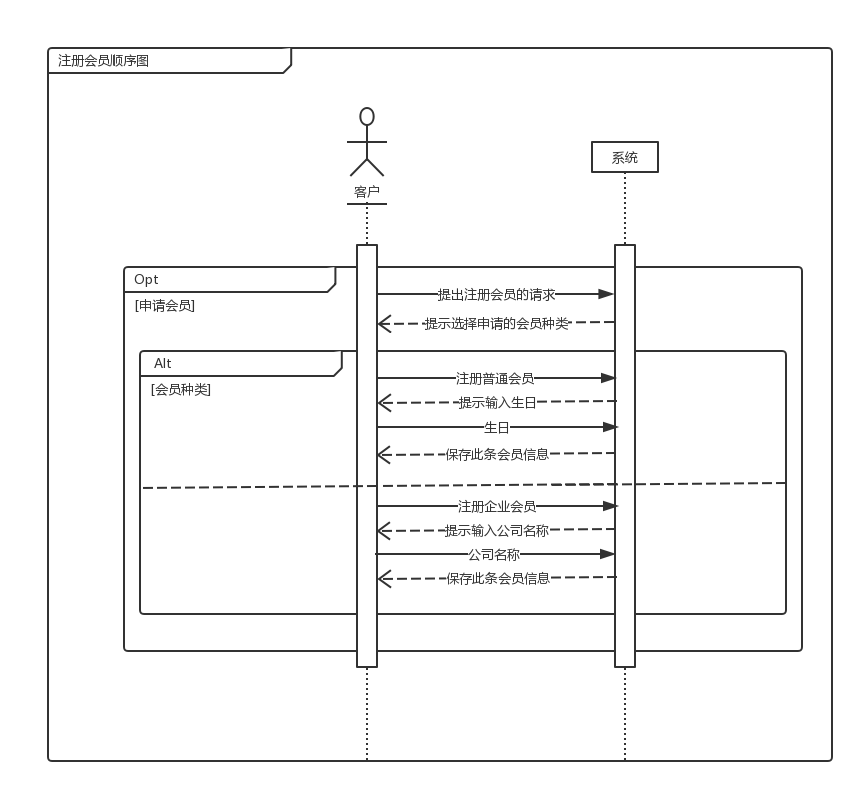 注册会员顺序图
系统
客户
Opt
[申请会员]
提出注册会员的请求
提示选择申请的会员种类
Alt
[会员种类]
注册普通会员
提示输入生日
生日
保存此条会员信息
注册企业会员
提示输入公司名称
公司名称
保存此条会员信息